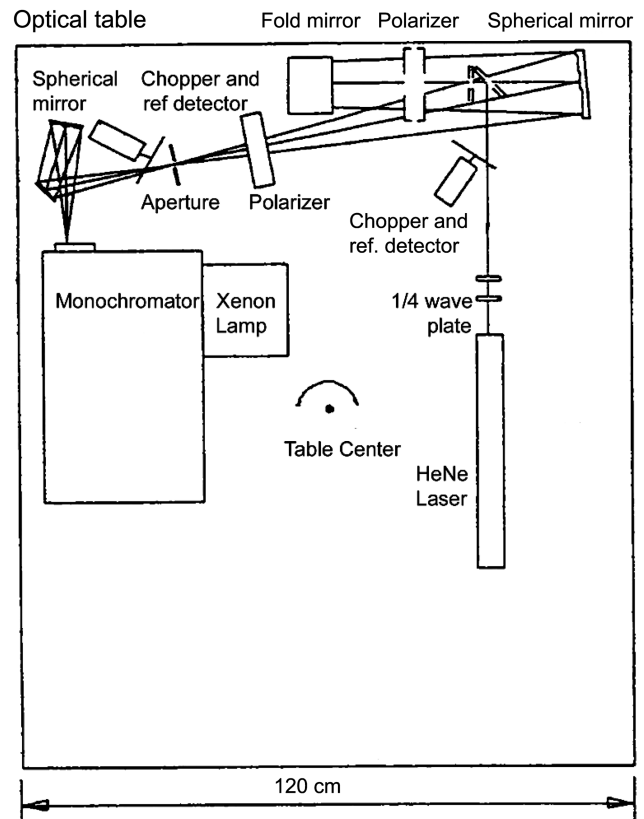 Optical table
Fold mirror
Polarizer
Spherical mirror
Spherical
mirror
Chopper and
ref detector
Aperture
Polarizer
Chopper and
ref. detector
Monochromator
Xenon
Lamp
1/4 wave
plate
Table Center
HeNe
Laser
120 cm